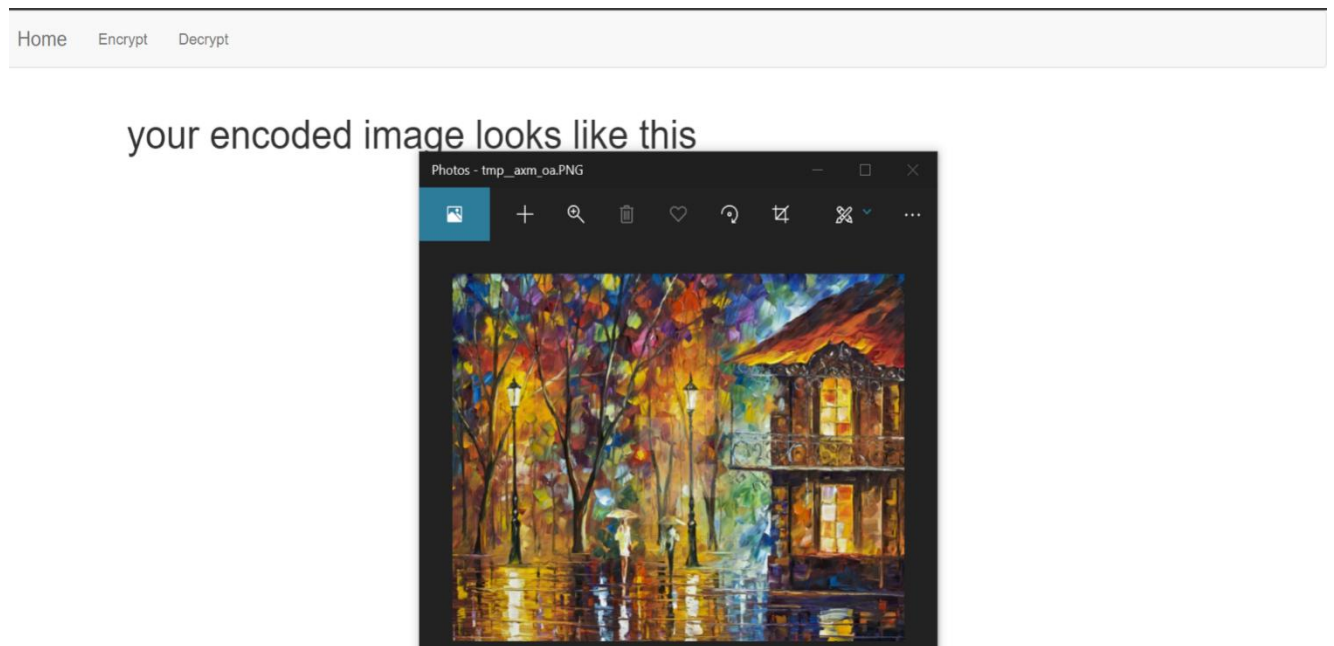 Home Encrypt Decrypt
your encoded image looks like this
Photos - tmp__axm_oa.PNG